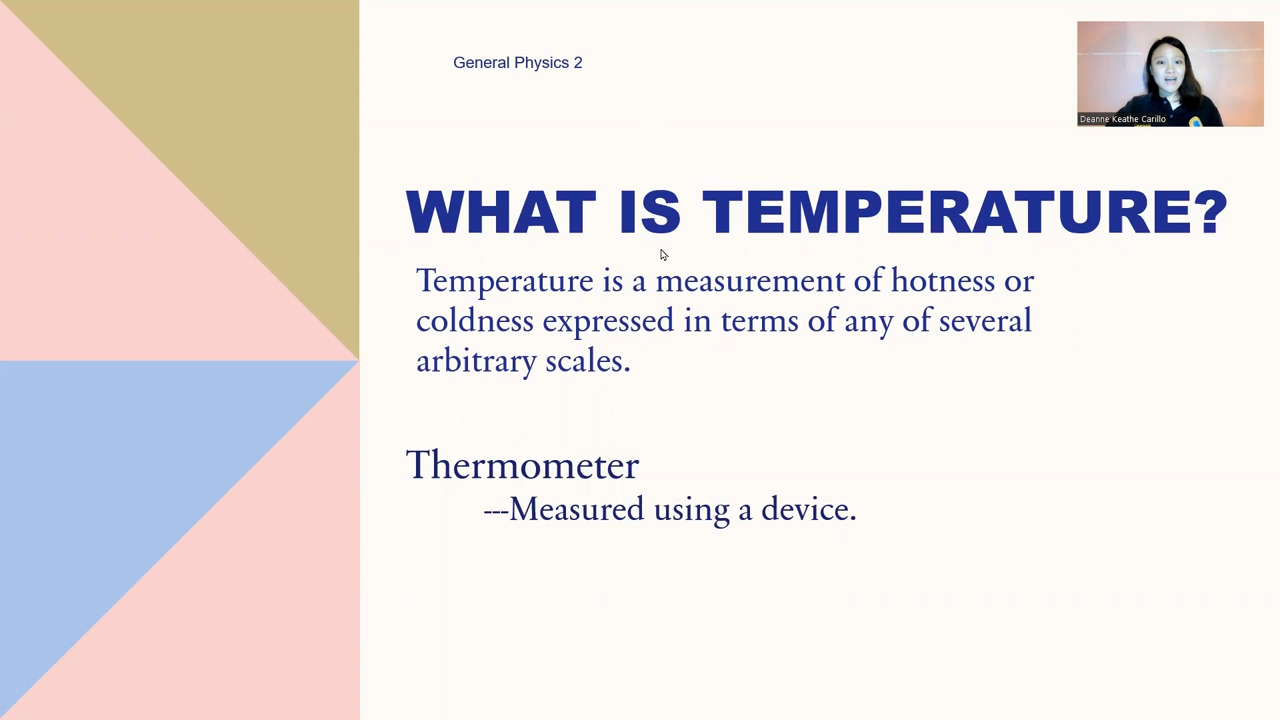 General Physics 2
Deanne Keathe Carillo
WHAT IS TEMPERATURE?
Temperature is a measurement of hotness or
coldness expressed in terms of any of several
arbitrary scales.
Thermometer
---Measured using a device.